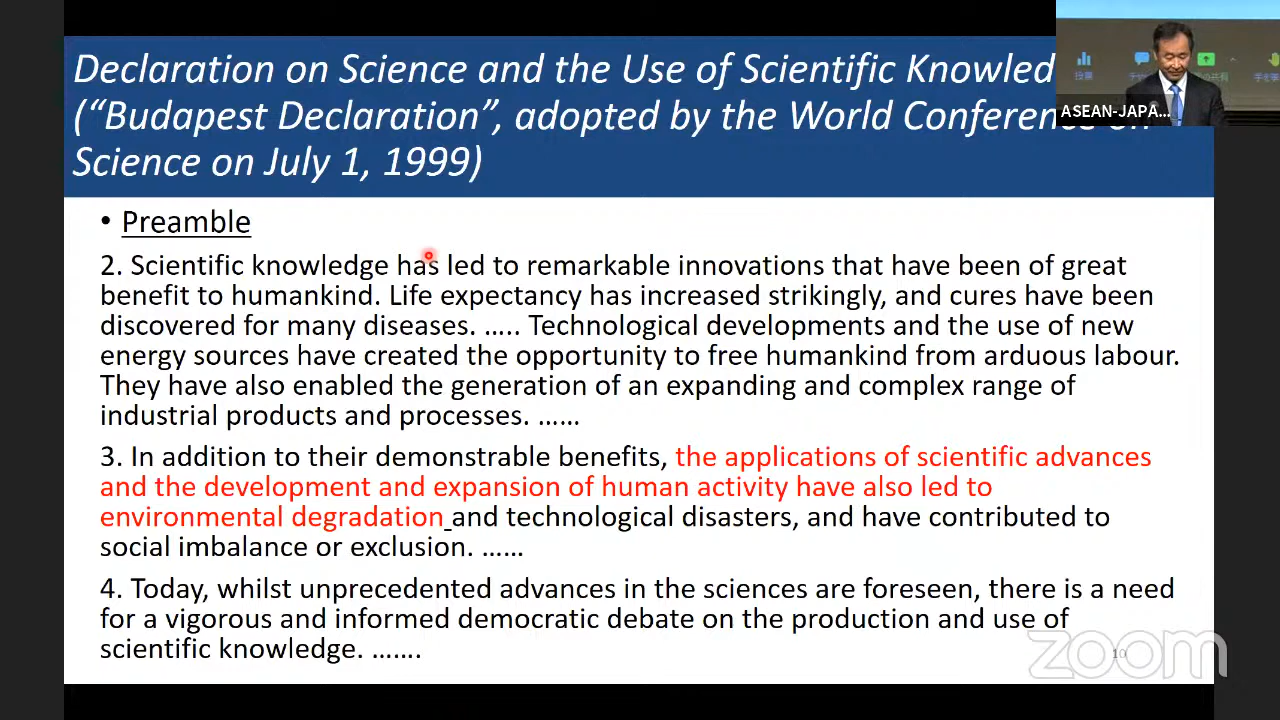 Declaration on Science and the Use of Scientific Knowled
(“Budapest Declaration”, adopted by the World Conference on
Science on July 1, 1999)
ASEAN-JAPA...
• Preamble
2. Scientific knowledge has led to remarkable innovations that have been of great
benefit to humankind. Life expectancy has increased strikingly, and cures have been
discovered for many diseases. ….. Technological developments and the use of new
energy sources have created the opportunity to free humankind from arduous labour.
They have also enabled the generation of an expanding and complex range of
industrial products and processes. ……
3. In addition to their demonstrable benefits, the applications of scientific advances
and the development and expansion of human activity have also led to
environmental degradation and technological disasters, and have contributed to
social imbalance or exclusion. ……
4. Today, whilst unprecedented advances in the sciences are foreseen, there is a need
for a vigorous and informed democratic debate on the production and use of
scientific knowledge. …….
10
zoom